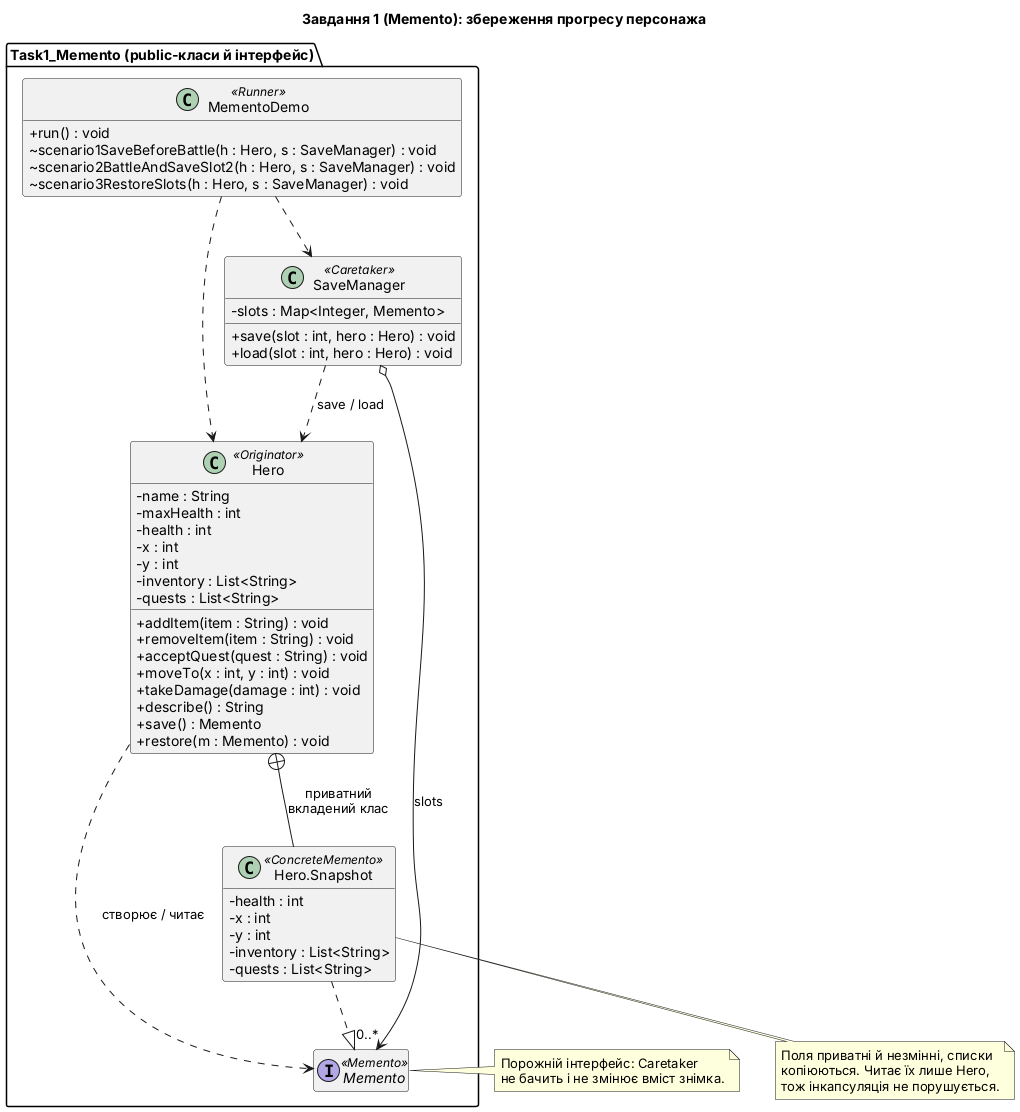 Завдання 1 (Memento): збереження прогресу персонажа
Task1_Memento (public-класи й інтерфейс)
C
«Runner»
MementoDemo
+run() : void
~scenario1SaveBeforeBattle(h : Hero, s : SaveManager) : void
~scenario2BattleAndSaveSlot2(h : Hero, s : SaveManager) : void
~scenario3RestoreSlots(h : Hero, s : SaveManager) : void
C
«Caretaker»
SaveManager
-slots : Map<Integer, Memento>
+save(slot : int, hero : Hero) : void
+load(slot : int, hero : Hero) : void
save / load
C
«Originator»
Hero
-name : String
-maxHealth : int
-health : int
-x : int
-y : int
-inventory : List<String>
-quests : List<String>
+addItem(item : String) : void
+removeItem(item : String) : void
+acceptQuest(quest : String) : void
+moveTo(x : int, y : int) : void
+takeDamage(damage : int) : void
+describe() : String
+save() : Memento
+restore(m : Memento) : void
приватний
вкладений клас
slots
C
«ConcreteMemento»
Hero.Snapshot
-health : int
-x : int
-y : int
-inventory : List<String>
-quests : List<String>
створює / читає
0..*
I
«Memento»
Memento
Порожній інтерфейс: Caretaker
не бачить і не змінює вміст знімка.
Поля приватні й незмінні, списки
копіюються. Читає їх лише Hero,
тож інкапсуляція не порушується.